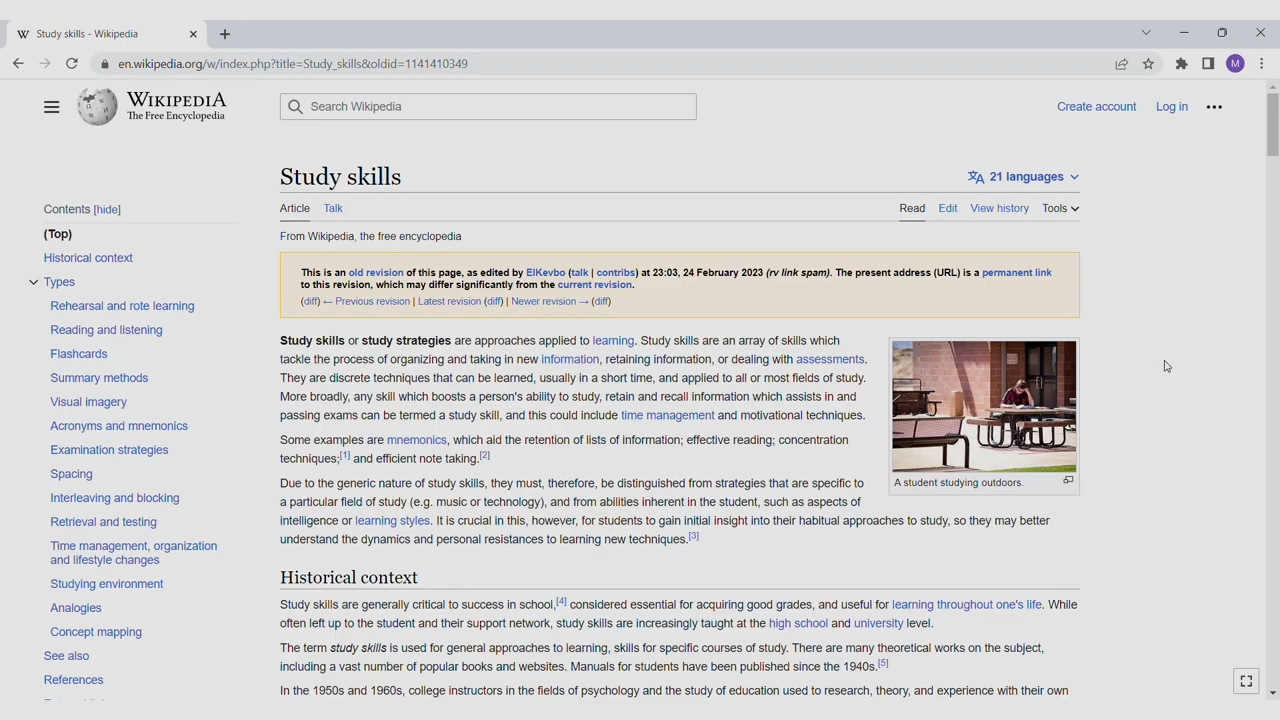 Study skills - Wikipedia
en.wikipedia.org/w/index.php?title=Study_skills&oldid=1141410349
M
WIKIPEDIA
The Free Encyclopedia
Search Wikipedia
Create account
Log in
Study skills
21 languages
Contents [hide]
(Top)
Historical context
Types
Rehearsal and rote learning
Reading and listening
Flashcards
Summary methods
Visual imagery
Acronyms and mnemonics
Examination strategies
Spacing
Interleaving and blocking
Retrieval and testing
Time management, organization
and lifestyle changes
Studying environment
Analogies
Concept mapping
See also
References
Article Talk
Read Edit View history Tools
From Wikipedia, the free encyclopedia
This is an old revision of this page, as edited by ElKevbo (talk | contribs) at 23:03, 24 February 2023 (rv link spam). The present address (URL) is a permanent link
to this revision, which may differ significantly from the current revision.
(diff) ← Previous revision | Latest revision (diff) | Newer revision → (diff)
Study skills or study strategies are approaches applied to learning. Study skills are an array of skills which
tackle the process of organizing and taking in new information, retaining information, or dealing with assessments.
They are discrete techniques that can be learned, usually in a short time, and applied to all or most fields of study.
More broadly, any skill which boosts a person's ability to study, retain and recall information which assists in and
passing exams can be termed a study skill, and this could include time management and motivational techniques.
Some examples are mnemonics, which aid the retention of lists of information; effective reading; concentration
techniques;[1] and efficient note taking.[2]
A student studying outdoors.
Due to the generic nature of study skills, they must, therefore, be distinguished from strategies that are specific to
a particular field of study (e.g. music or technology), and from abilities inherent in the student, such as aspects of
intelligence or learning styles. It is crucial in this, however, for students to gain initial insight into their habitual approaches to study, so they may better
understand the dynamics and personal resistances to learning new techniques.[3]
Historical context
Study skills are generally critical to success in school,[4] considered essential for acquiring good grades, and useful for learning throughout one's life. While
often left up to the student and their support network, study skills are increasingly taught at the high school and university level.
The term study skills is used for general approaches to learning, skills for specific courses of study. There are many theoretical works on the subject,
including a vast number of popular books and websites. Manuals for students have been published since the 1940s.[5]
In the 1950s and 1960s, college instructors in the fields of psychology and the study of education used to research, theory, and experience with their own